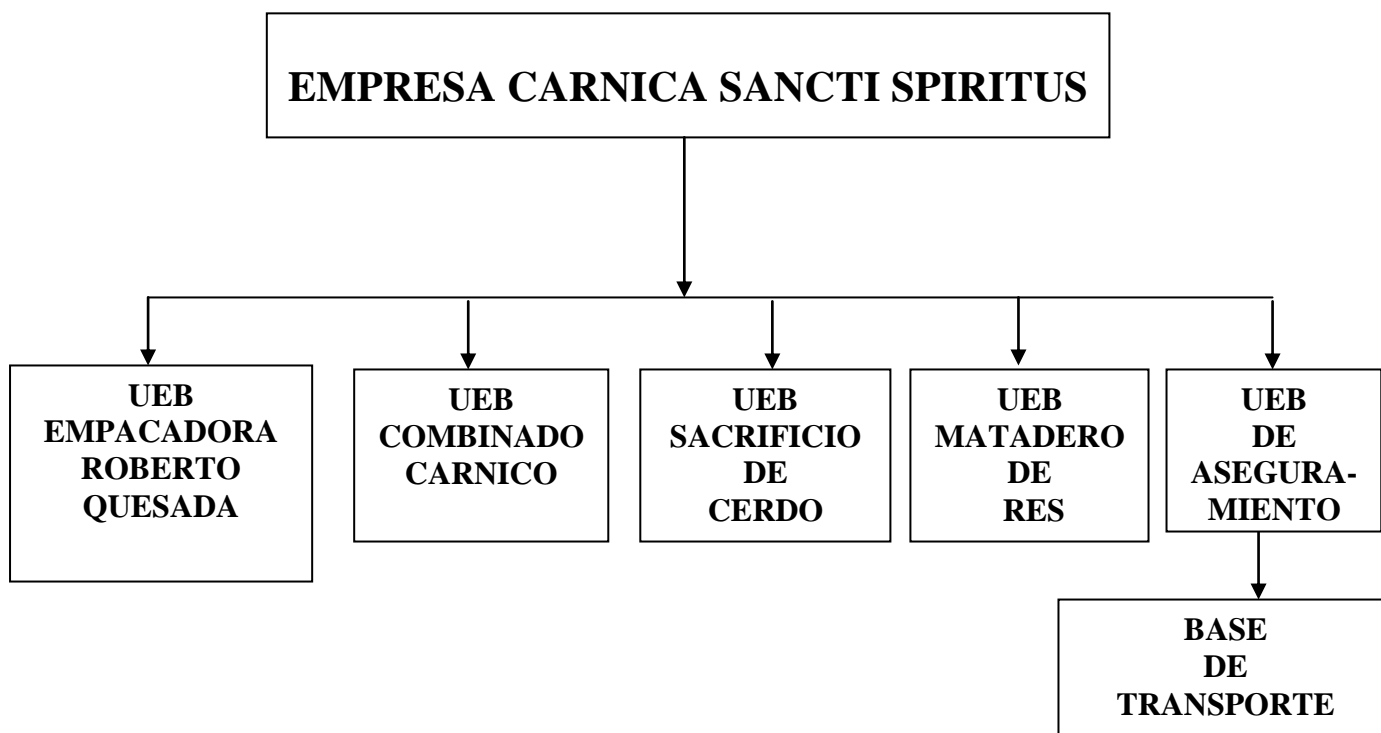 EMPRESA CARNICA SANCTI SPIRITUS
UEB
EMPACADORA
ROBERTO
QUESADA
UEB
COMBINADO
CARNICO
UEB
SACRIFICIO
DE
CERDO
UEB
MATADERO
DE
RES
UEB
DE
ASEGURA-
MIENTO
BASE
DE
TRANSPORTE